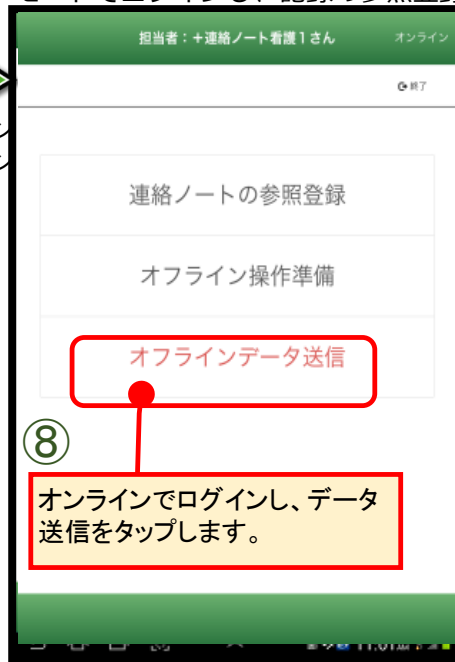 担当者：+連絡ノート看護１さん
オンライン
終了
連絡ノートの参照登録
オフライン操作準備
オフラインデータ送信
⑧
オンラインでログインし、データ
送信をタップします。